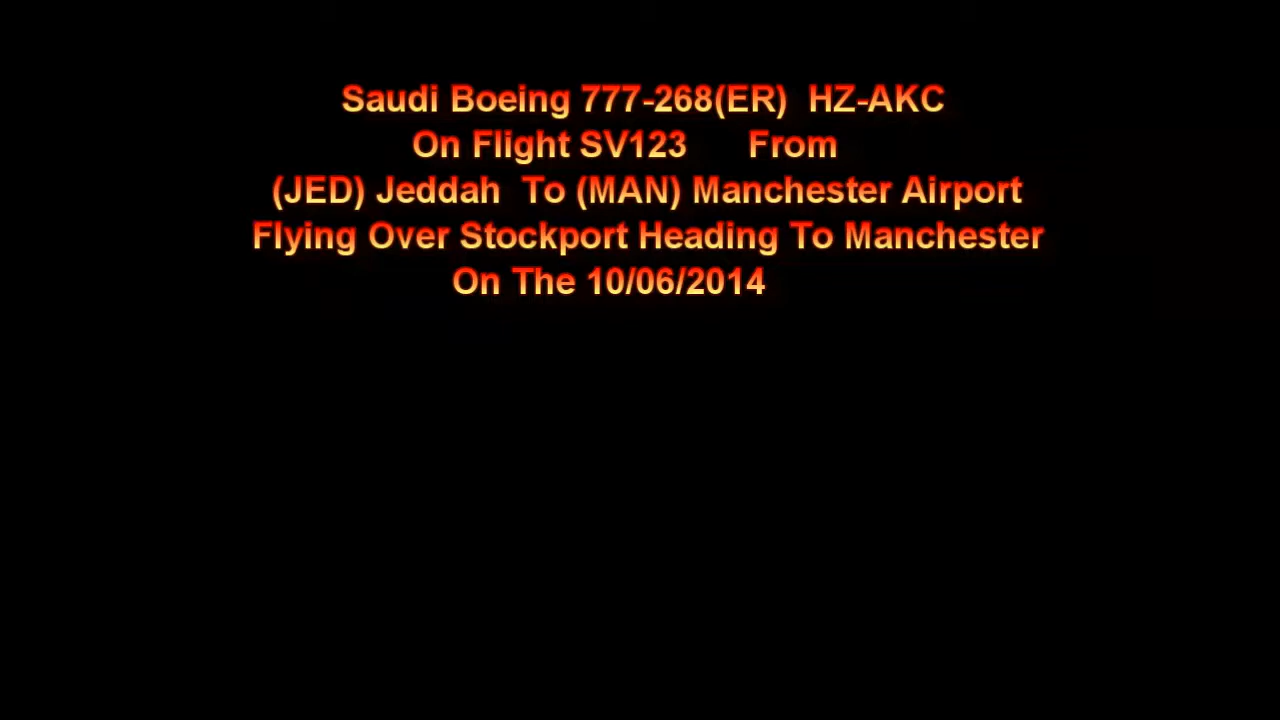 Saudi Boeing 777-268(ER)  HZ-AKC
On Flight SV123      From
(JED) Jeddah  To (MAN) Manchester Airport
Flying Over Stockport Heading To Manchester
On The 10/06/2014